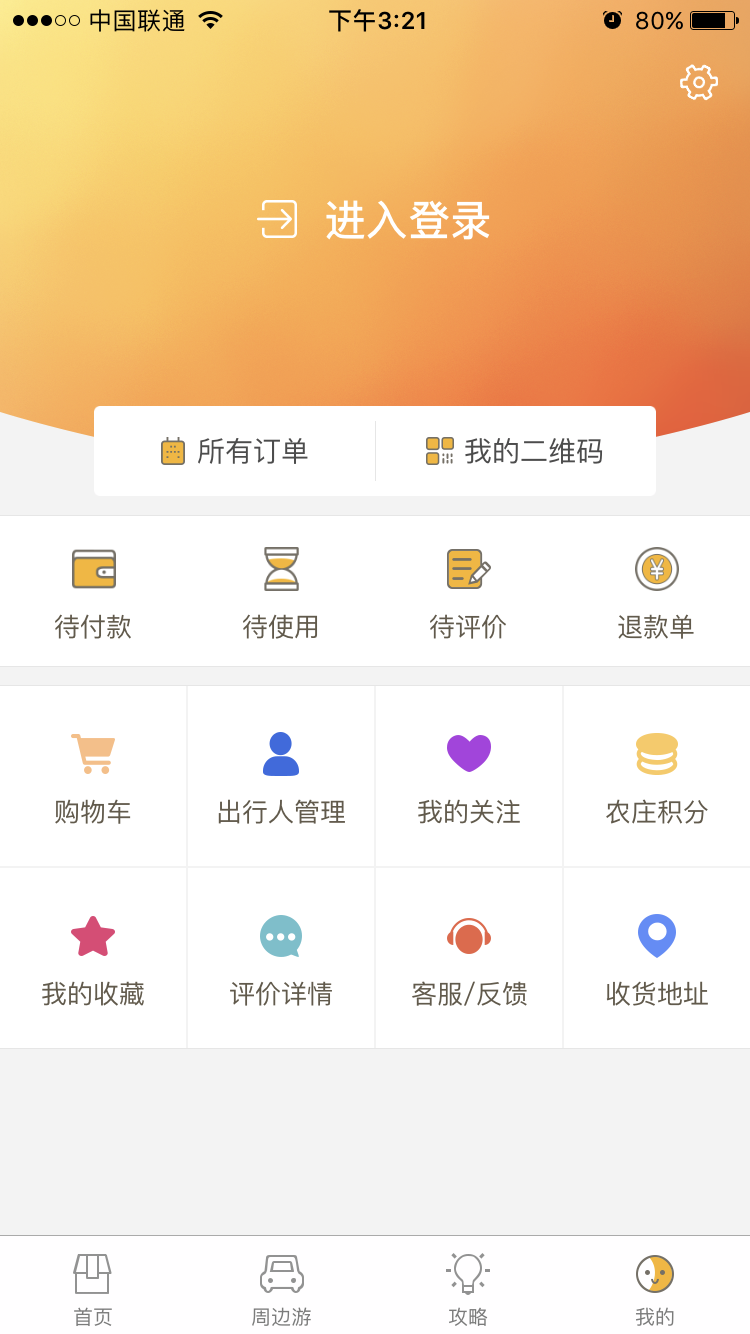 中国联通 下午3:21 80%
进入登录
所有订单 我的二维码
待付款 待使用 待评价 退款单
购物车 出行人管理 我的关注 农庄积分
我的收藏 评价详情 客服/反馈 收货地址
首页 周边游 攻略 我的